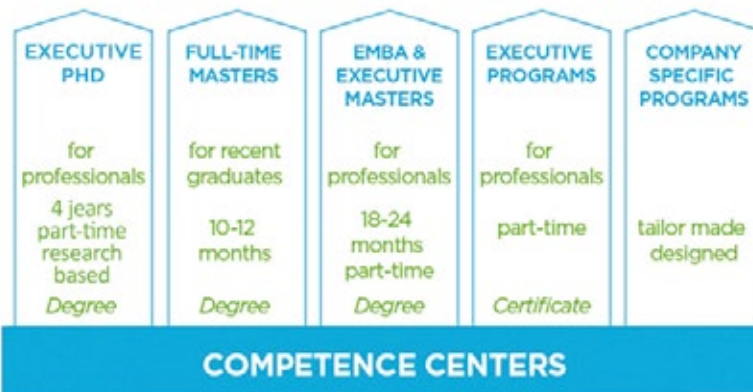 EXECUTIVE
PHD
for
professionals
4 jears
part-time
research
based
Degree
FULL-TIME
MASTERS
for recent
graduates
10-12
months
Degree
EMBA &
EXECUTIVE
MASTERS
for
professionals
18-24
months
part-time
Degree
EXECUTIVE
PROGRAMS
for
professionals
part-time
Certificate
COMPANY
SPECIFIC
PROGRAMS
tailor made
designed
COMPETENCE CENTERS